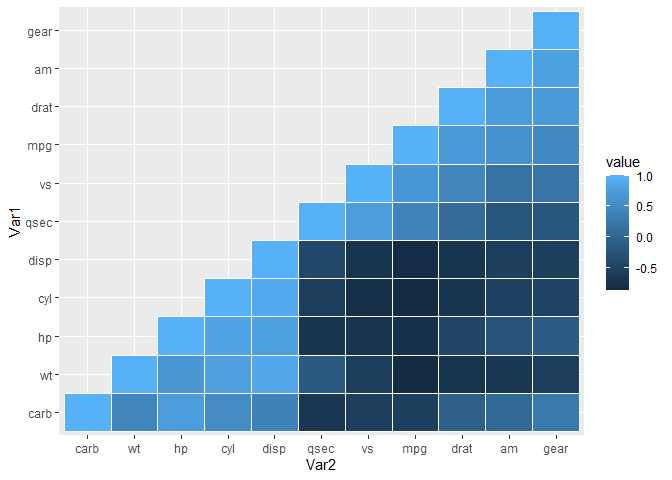 gear
am
drat
mpg
vs
qsec
disp
cyl
hp
wt
carb
Var1
carb wt hp cyl disp qsec vs mpg drat am gear
Var2
value
1.0
0.5
0.0
-0.5